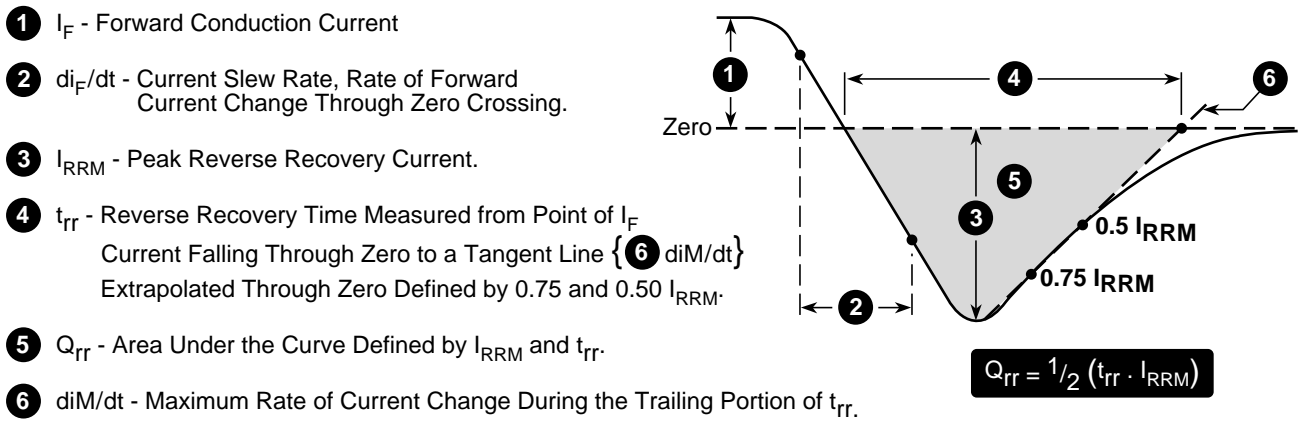 1 I_F - Forward Conduction Current
2 di_F/dt - Current Slew Rate, Rate of Forward
Current Change Through Zero Crossing.
3 I_RRM - Peak Reverse Recovery Current.
4 t_rr - Reverse Recovery Time Measured from Point of I_F
Current Falling Through Zero to a Tangent Line {6 diM/dt}
Extrapolated Through Zero Defined by 0.75 and 0.50 I_RRM.
5 Q_rr - Area Under the Curve Defined by I_RRM and t_rr.
6 diM/dt - Maximum Rate of Current Change During the Trailing Portion of t_rr.
1
4
6
Zero
5
3
0.5 I_RRM
0.75 I_RRM
2
Q_rr = 1/2 (t_rr · I_RRM)